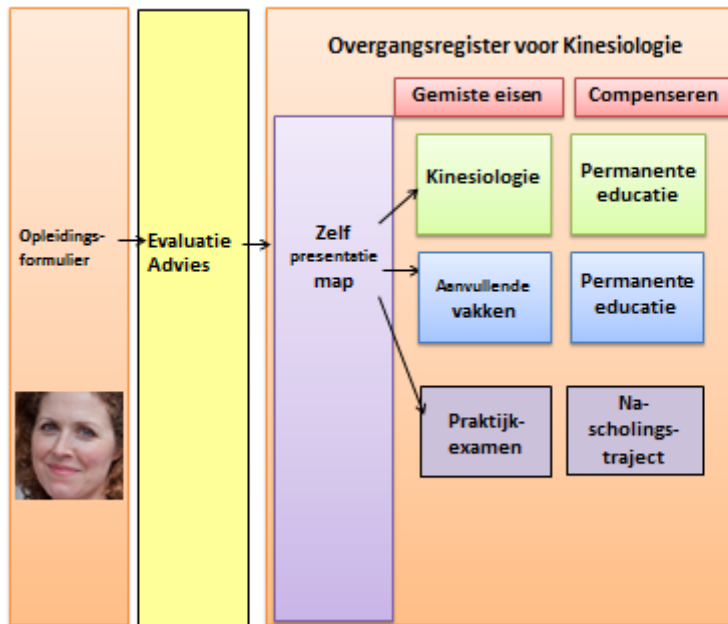 Overgangsregister voor Kinesiologie
Gemiste eisen
Compenseren
Opleidings-
formulier
Evaluatie
Advies
Zelf
presentatie
map
Kinesiologie
Permanente
educatie
Aanvullende
vakken
Permanente
educatie
Praktijk-
examen
Na-
scholings-
traject